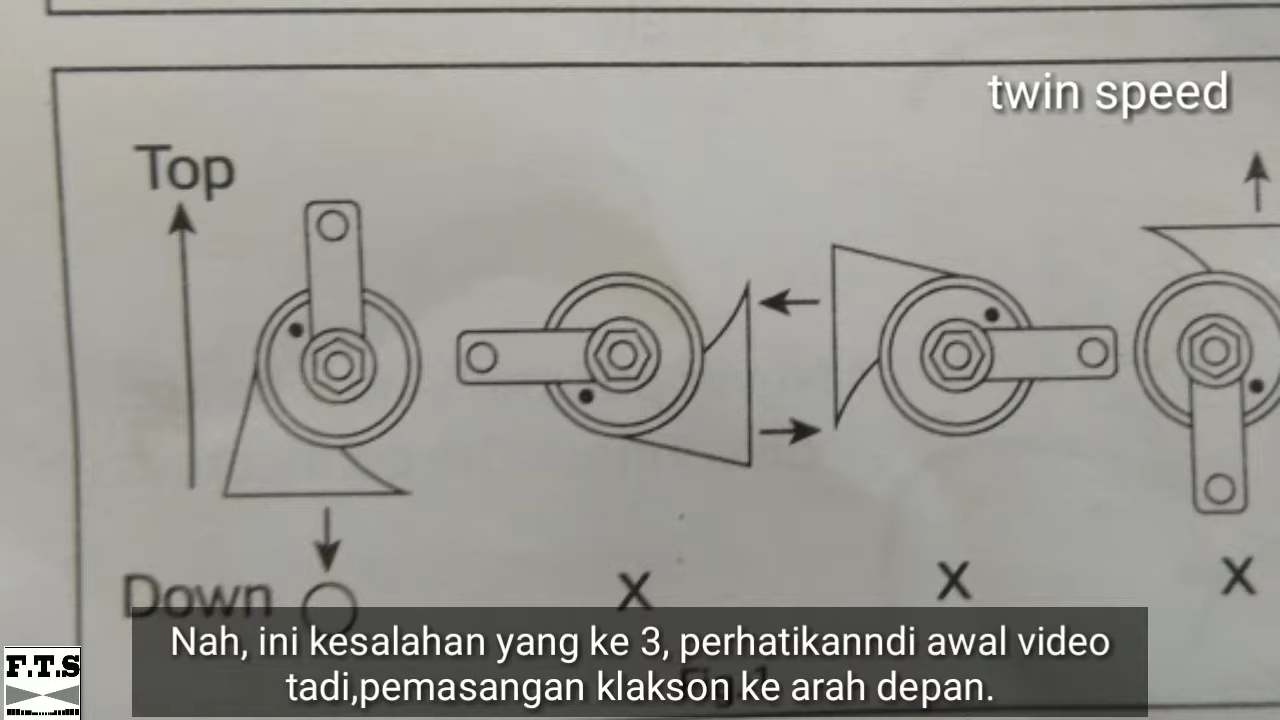 twin speed
Top
Down
X X X
Nah, ini kesalahan yang ke 3, perhatikanndi awal video
tadi,pemasangan klakson ke arah depan.
F.T.S